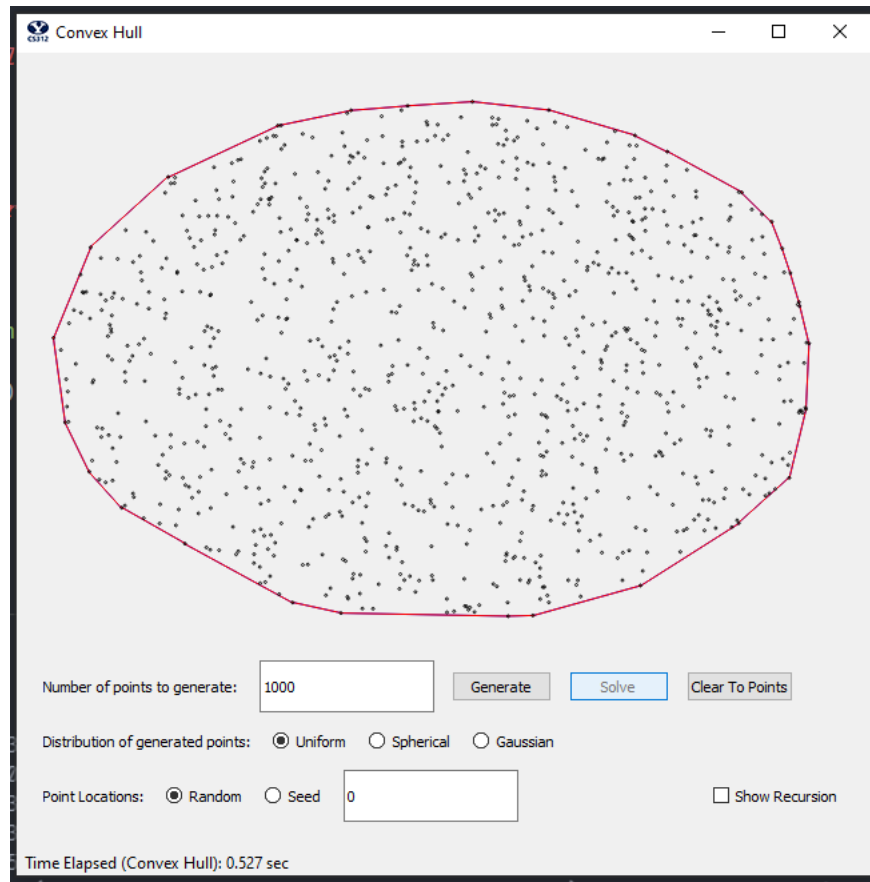 CS312 Convex Hull
Number of points to generate: 1000 Generate Solve Clear To Points
Distribution of generated points: Uniform Spherical Gaussian
Point Locations: Random Seed 0 Show Recursion
Time Elapsed (Convex Hull): 0.527 sec